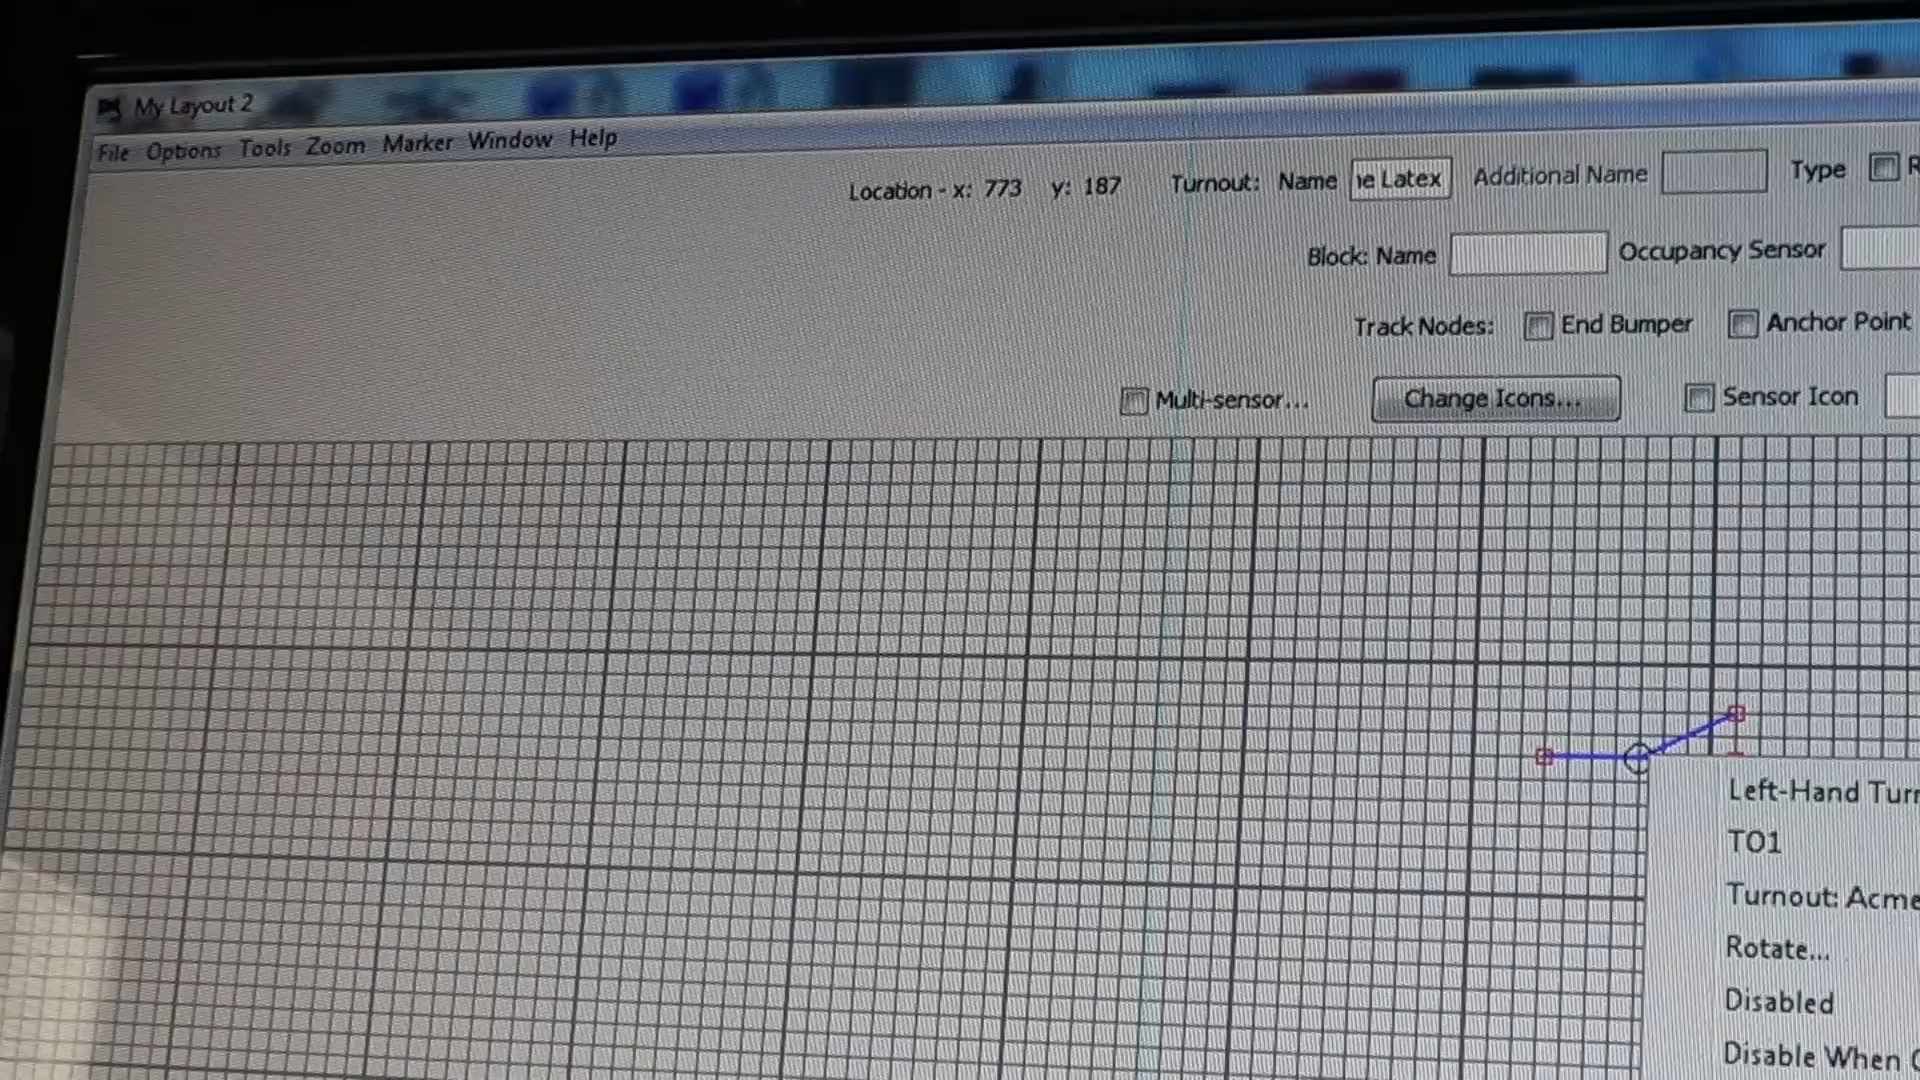 My Layout 2
File Options Tools Zoom Marker Window Help
Location - x: 773 y: 187 Turnout: Name ne Latex Additional Name Type
Block: Name Occupancy Sensor
Track Nodes: End Bumper Anchor Point
Multi-sensor... Change Icons... Sensor Icon
Left-Hand Turn
TO1
Turnout: Acme
Rotate...
Disabled
Disable When